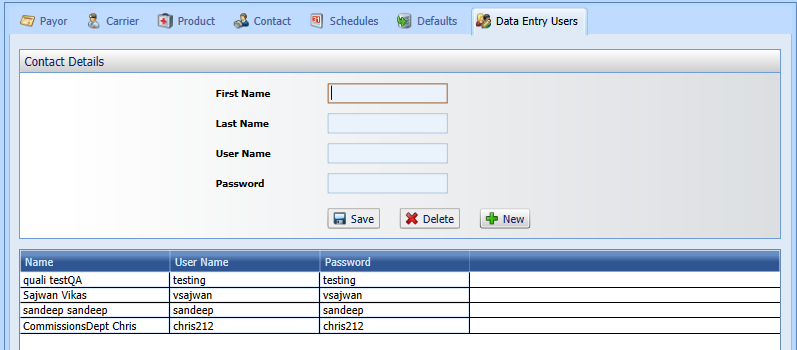 Payor Carrier Product Contact Schedules Defaults Data Entry Users
Contact Details
First Name
Last Name
User Name
Password
Save Delete New
Name User Name Password
quali testQA testing testing
Sajwan Vikas vsajwan vsajwan
sandeep sandeep sandeep sandeep
CommissionsDept Chris chris212 chris212